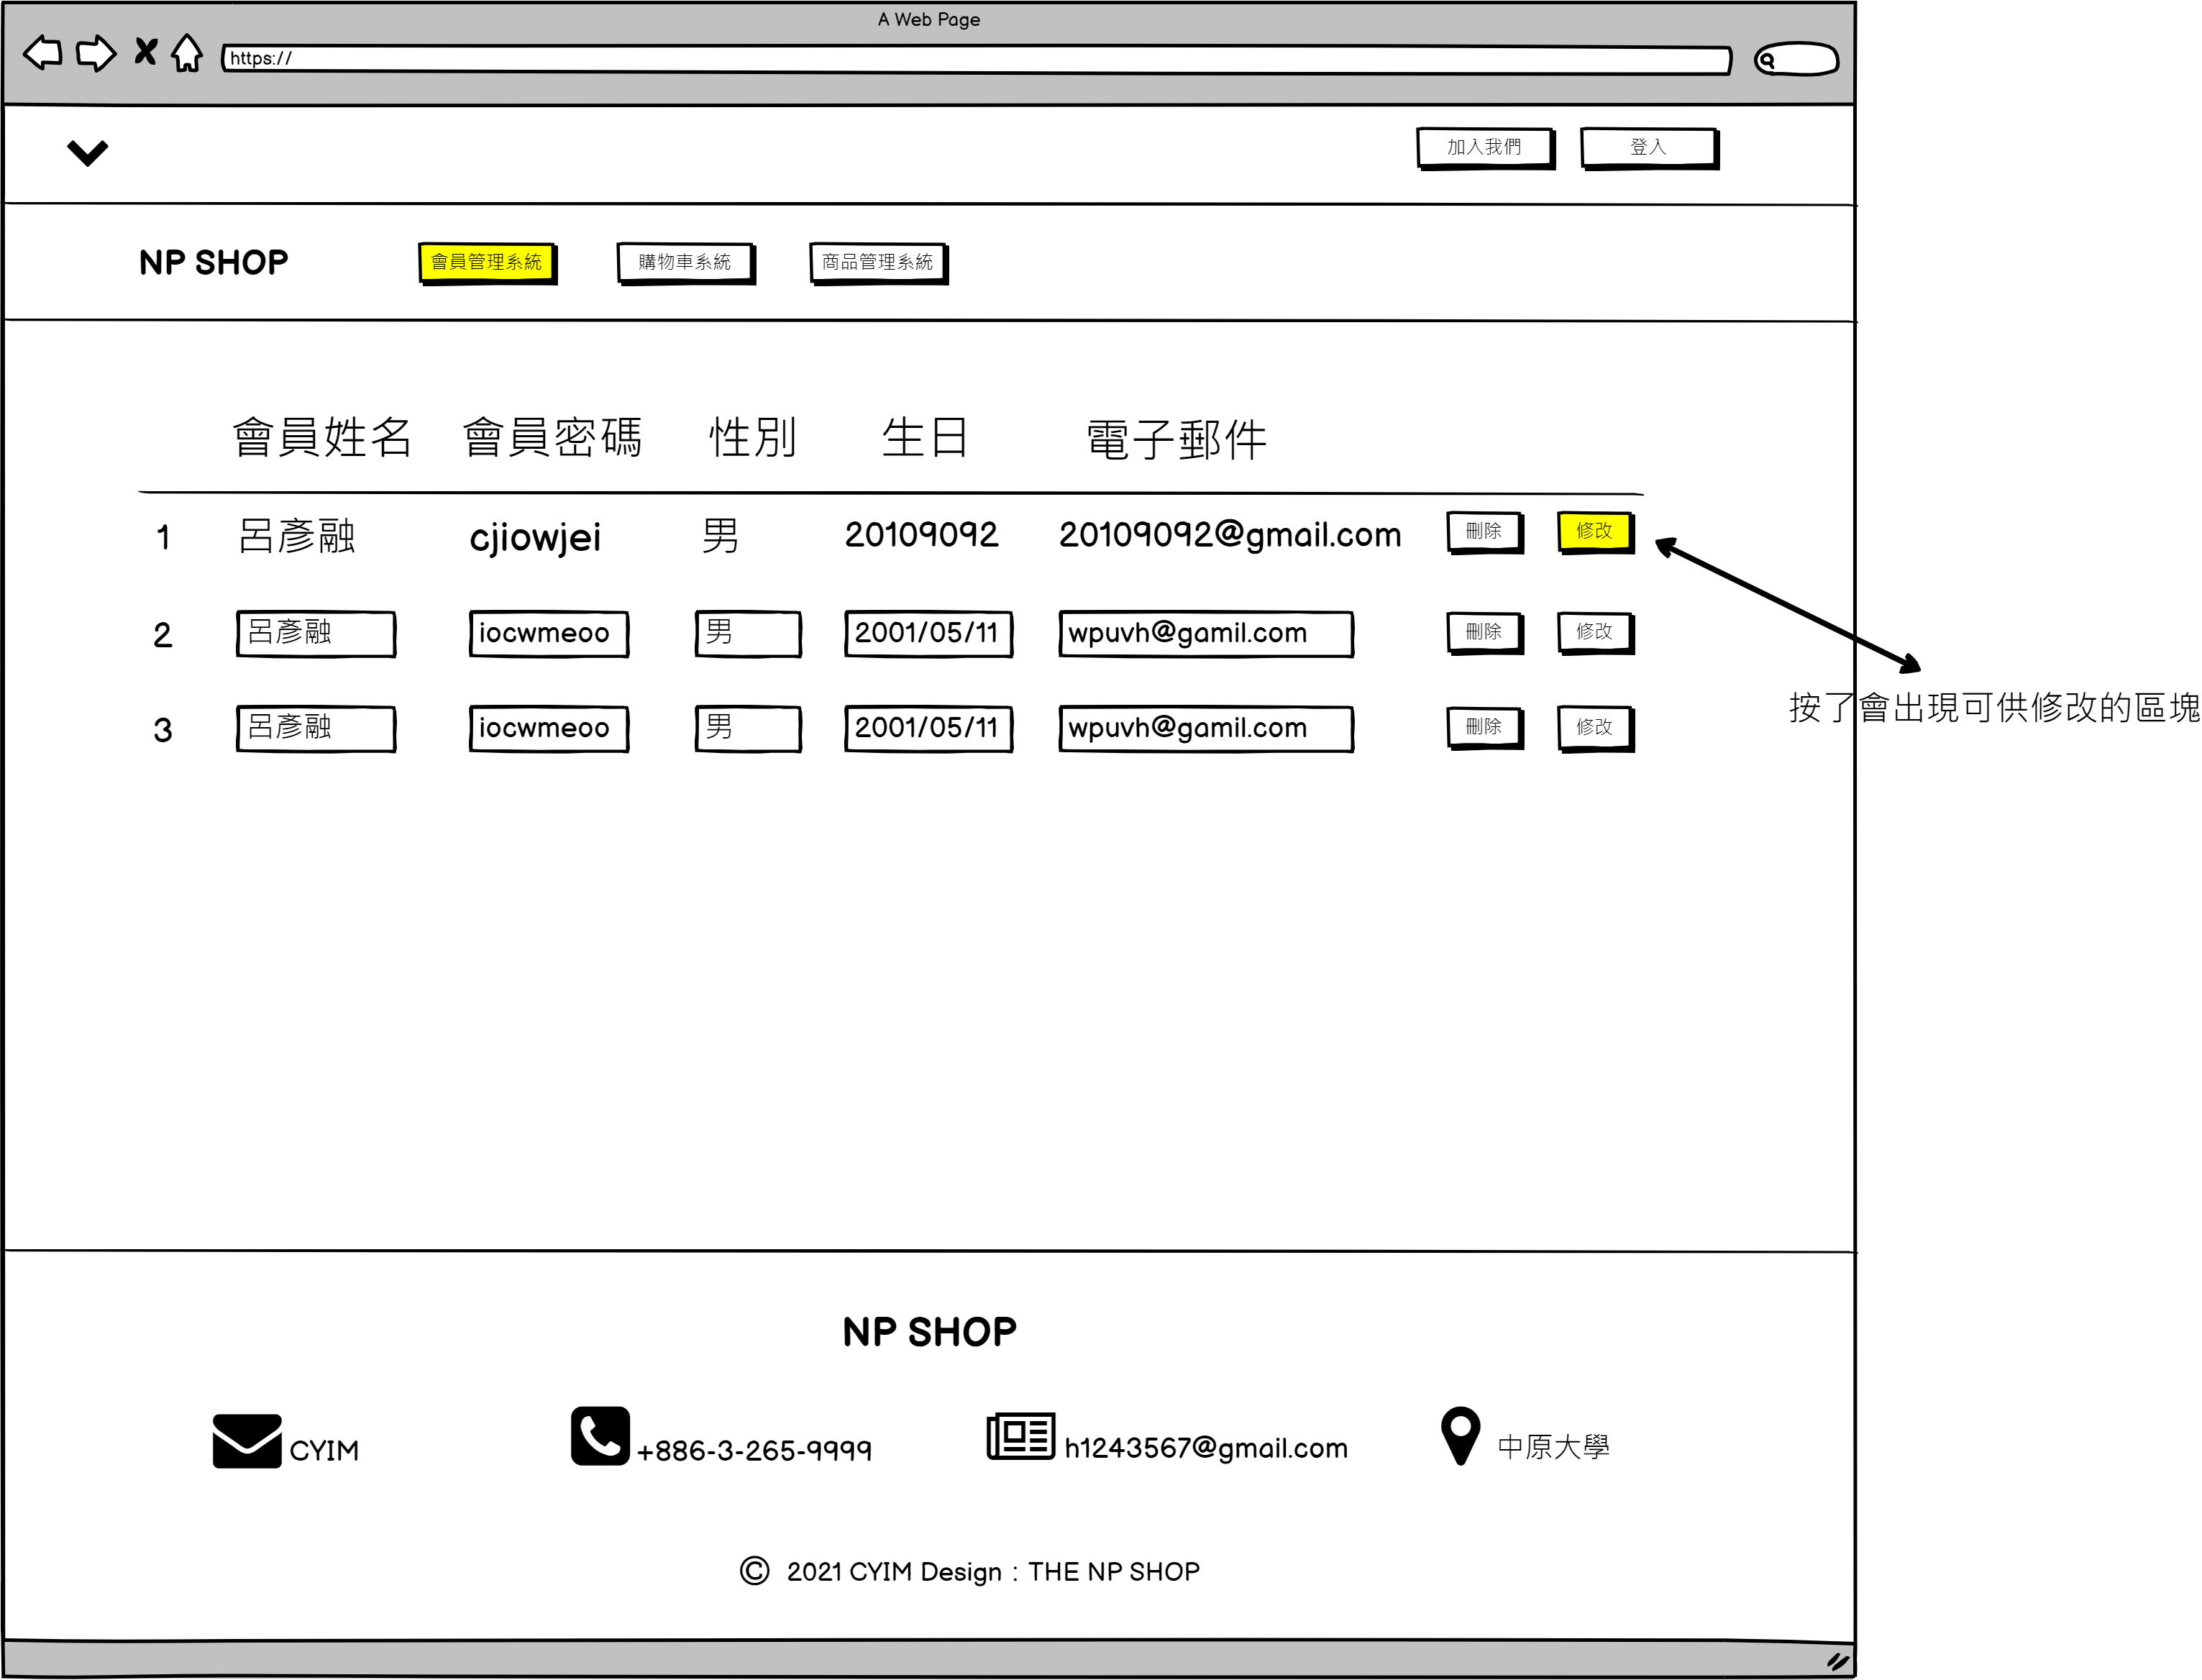 A Web Page
https://
加入我們 登入
NP SHOP 會員管理系統 購物車系統 商品管理系統
會員姓名 會員密碼 性別 生日 電子郵件
1 呂彥融 cjiowjei 男 20109092 20109092@gmail.com 刪除 修改
2 呂彥融 iocwmeoo 男 2001/05/11 wpuvh@gamil.com 刪除 修改
按了會出現可供修改的區塊
3 呂彥融 iocwmeoo 男 2001/05/11 wpuvh@gamil.com 刪除 修改
NP SHOP
CYIM +886-3-265-9999 h1243567@gmail.com 中原大學
© 2021 CYIM Design：THE NP SHOP